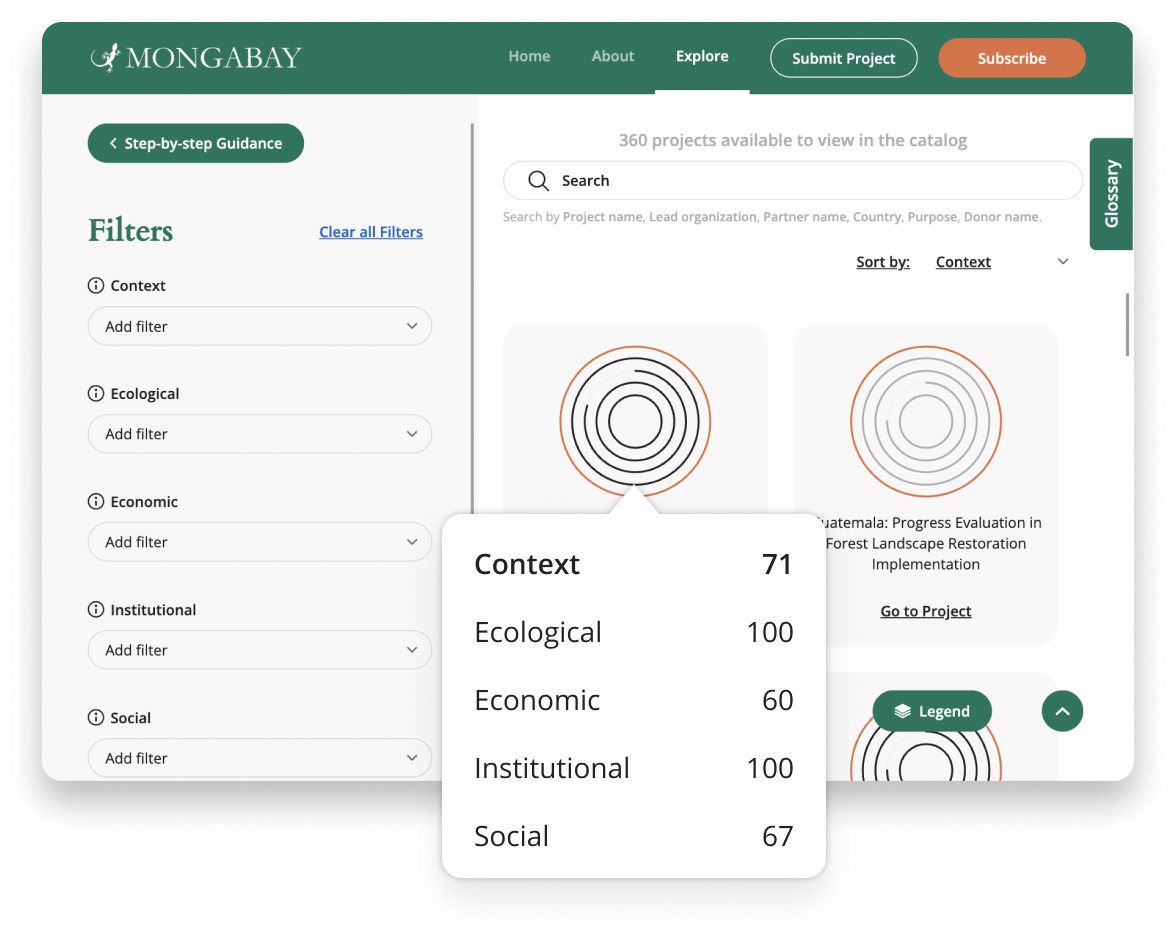 MONGABAY
Home
About
Explore
Submit Project
Subscribe
Step-by-step Guidance
Filters
Clear all Filters
Context
Add filter
Ecological
Add filter
Economic
Add filter
Institutional
Add filter
Social
Add filter
360 projects available to view in the catalog
Search
Search by Project name, Lead organization, Partner name, Country, Purpose, Donor name.
Sort by:
Context
Glossary
uatemala: Progress Evaluation in
Forest Landscape Restoration
Implementation
Go to Project
Legend
Context 71
Ecological 100
Economic 60
Institutional 100
Social 67